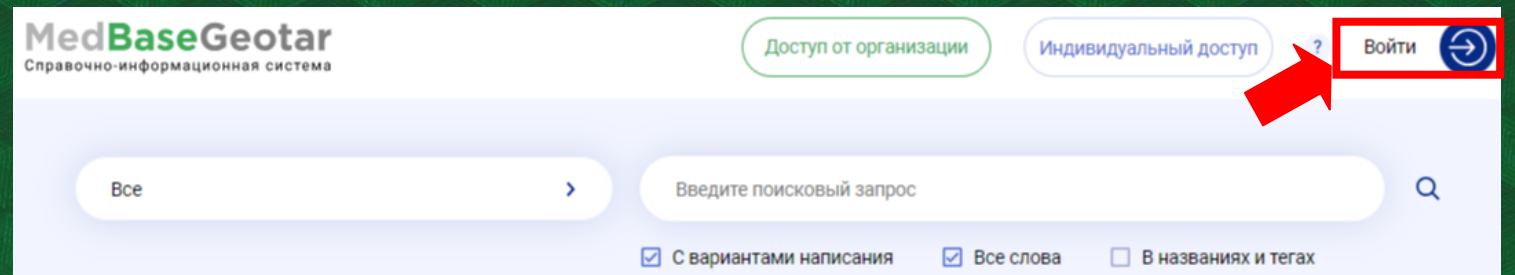 MedBaseGeotar
Справочно-информационная система
Доступ от организации
Индивидуальный доступ
?
Войти
Все
Введите поисковый запрос
С вариантами написания
Все слова
В названиях и тегах